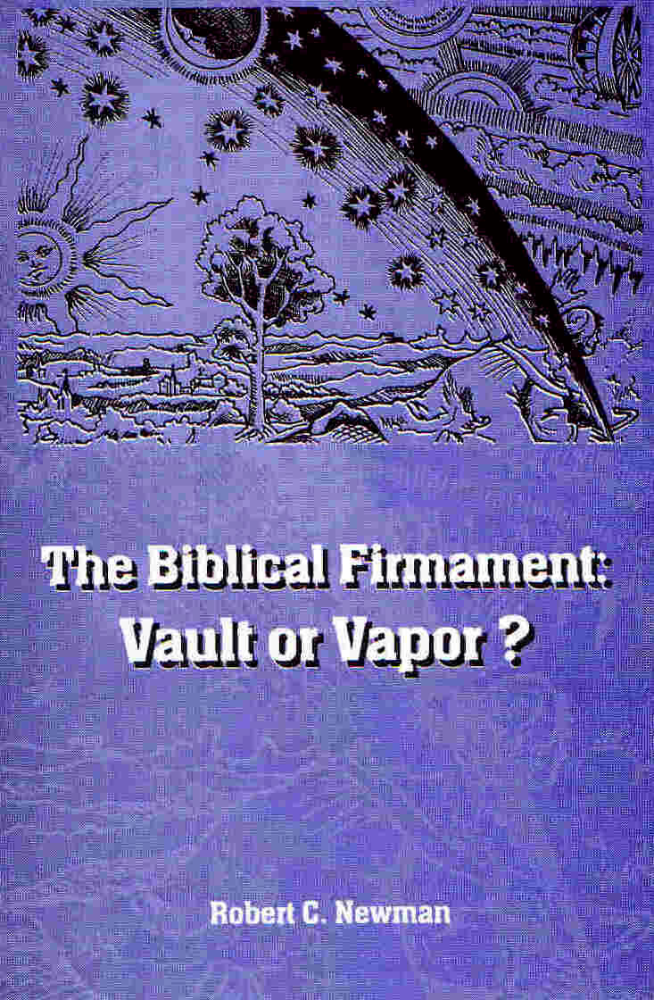 The Biblical Firmament:
Vault or Vapor ?
Robert C. Newman